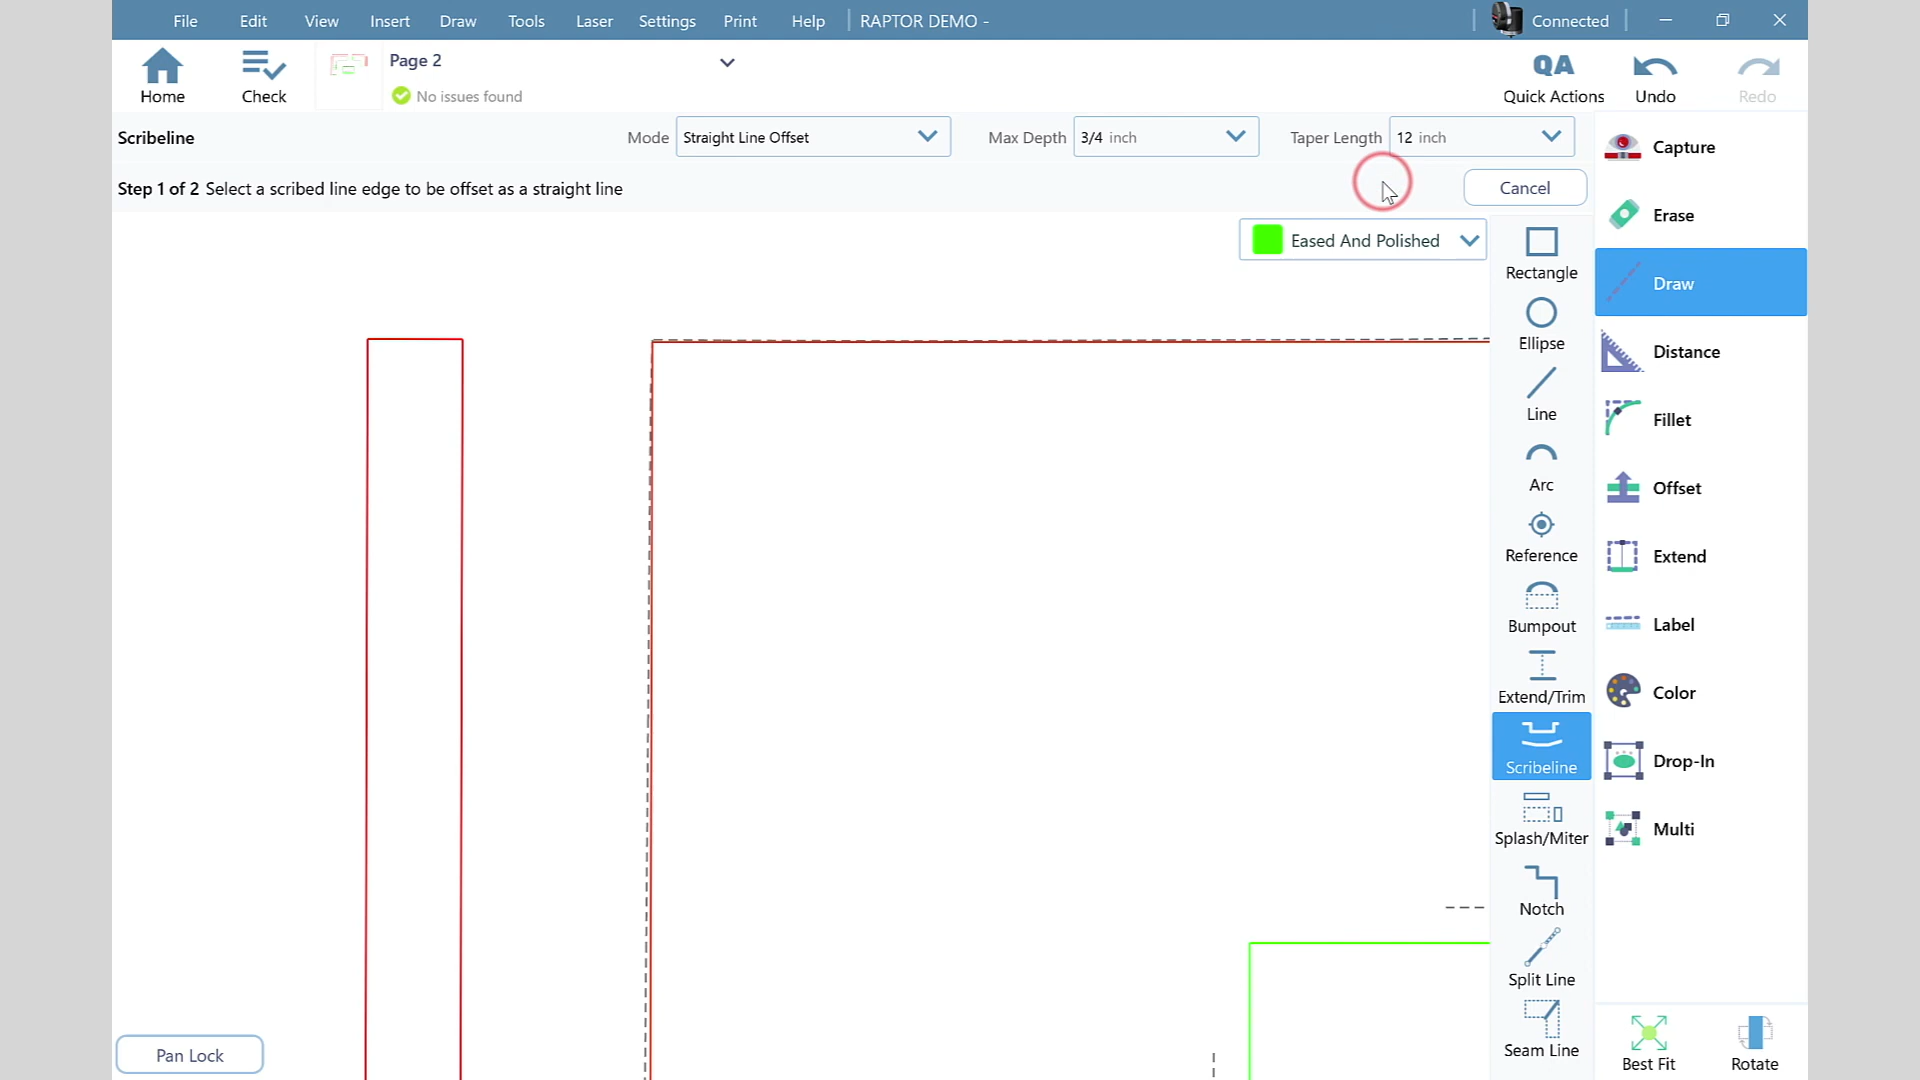 File Edit View Insert Draw Tools Laser Settings Print Help RAPTOR DEMO - Connected
Home
Check
Page 2
No issues found
QA
Quick Actions
Undo
Redo
Scribeline
Mode Straight Line Offset
Max Depth 3/4 inch
Taper Length 12 inch
Step 1 of 2 Select a scribed line edge to be offset as a straight line
Cancel
Eased And Polished
Rectangle
Ellipse
Line
Arc
Reference
Bumpout
Extend/Trim
Scribeline
Splash/Miter
Notch
Split Line
Seam Line
Capture
Erase
Draw
Distance
Fillet
Offset
Extend
Label
Color
Drop-In
Multi
Pan Lock
Best Fit
Rotate